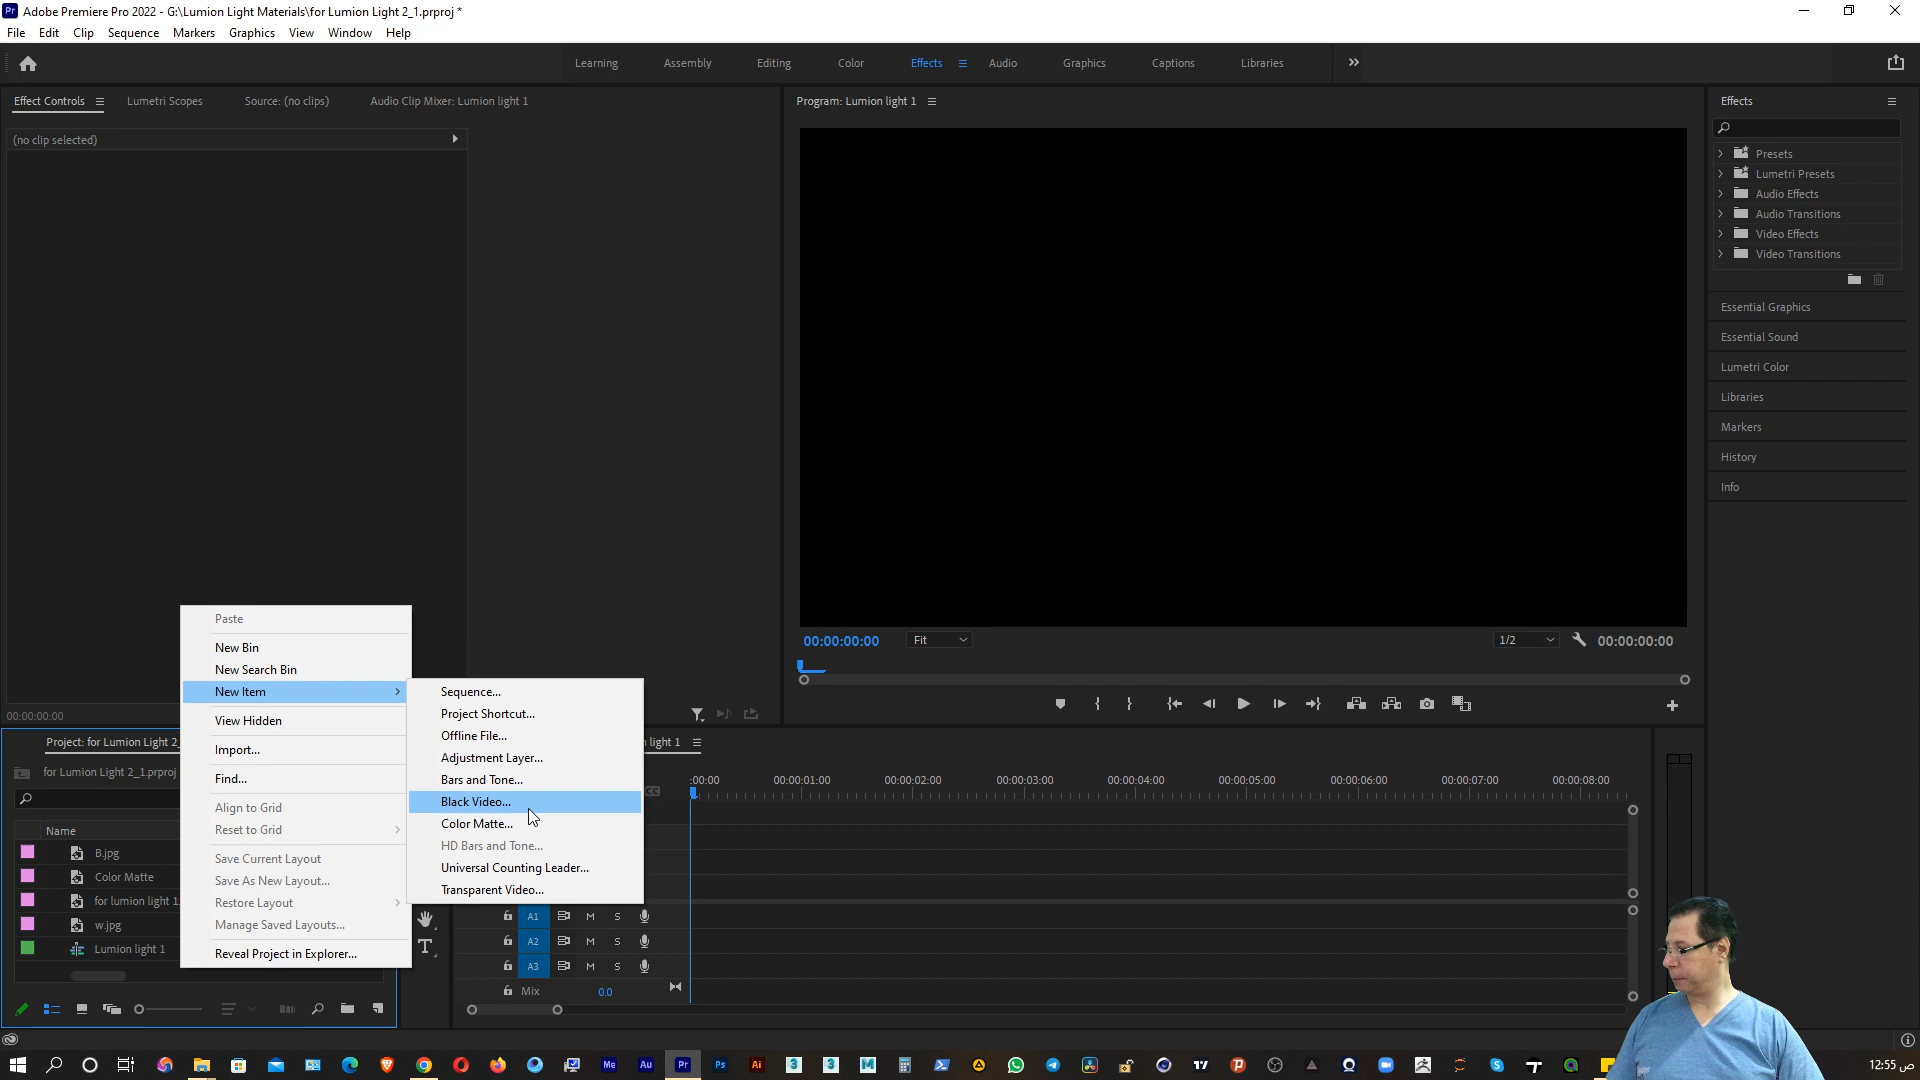 Adobe Premiere Pro 2022 - G:\Lumion Light Materials\for Lumion Light 2_1.prproj *
File Edit Clip Sequence Markers Graphics View Window Help
Learning Assembly Editing Color Effects Audio Graphics Captions Libraries
Effect Controls Lumetri Scopes Source: (no clips) Audio Clip Mixer: Lumion light 1
(no clip selected)
00:00:00:00
Program: Lumion light 1
00:00:00:00 Fit 1/2 00:00:00:00
Effects
Presets
Lumetri Presets
Audio Effects
Audio Transitions
Video Effects
Video Transitions
Essential Graphics
Essential Sound
Lumetri Color
Libraries
Markers
History
Info
Paste
New Bin
New Search Bin
New Item
View Hidden
Import...
Find...
Align to Grid
Reset to Grid
Save Current Layout
Save As New Layout...
Restore Layout
Manage Saved Layouts...
Reveal Project in Explorer...
Sequence...
Project Shortcut...
Offline File...
Adjustment Layer...
Bars and Tone...
Black Video...
Color Matte...
HD Bars and Tone...
Universal Counting Leader...
Transparent Video...
Project: for Lumion Light 2_
for Lumion Light 2_1.prproj
Name
B.jpg
Color Matte
for lumion light 1.
w.jpg
Lumion light 1
light 1
:00:00 00:00:01:00 00:00:02:00 00:00:03:00 00:00:04:00 00:00:05:00 00:00:06:00 00:00:07:00 00:00:08:00
A1 M S
A2 M S
A3 M S
Mix 0.0
Me Au Pr Ps Ai 3 3 M
12:55 ص